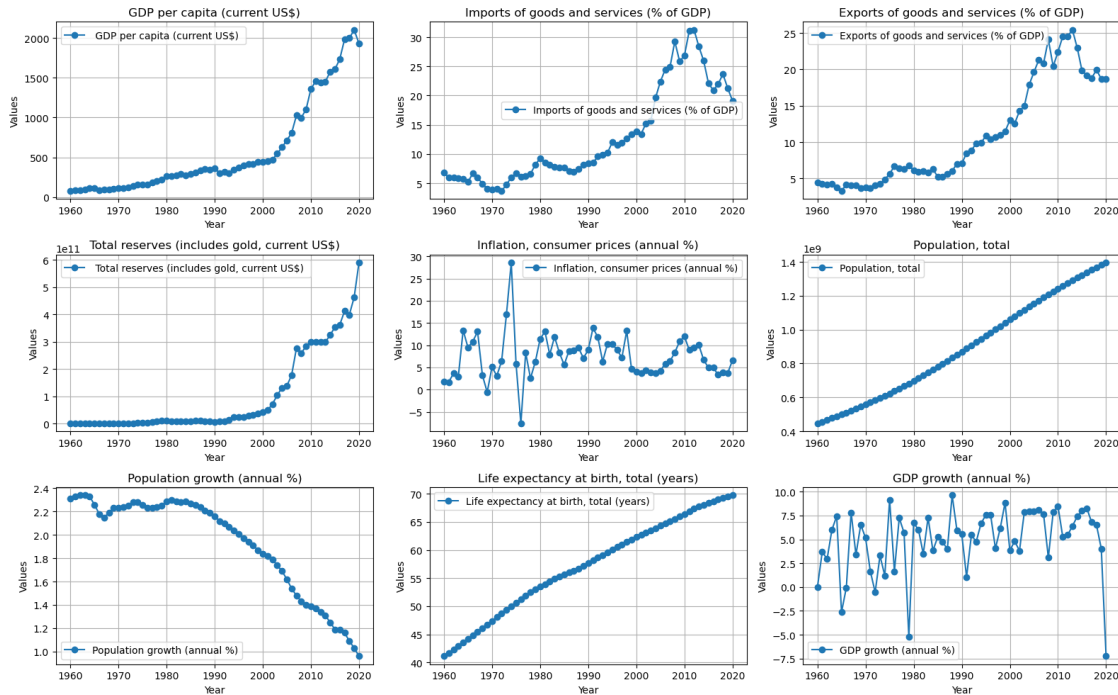 GDP per capita (current US$)
GDP per capita (current US$)
Values
2000
1500
1000
500
0
1960 1970 1980 1990 2000 2010 2020
Year
Imports of goods and services (% of GDP)
Imports of goods and services (% of GDP)
Values
30
25
20
15
10
5
1960 1970 1980 1990 2000 2010 2020
Year
Exports of goods and services (% of GDP)
Exports of goods and services (% of GDP)
Values
25
20
15
10
5
1960 1970 1980 1990 2000 2010 2020
Year
Total reserves (includes gold, current US$)
1e11
Total reserves (includes gold, current US$)
Values
6
5
4
3
2
1
0
1960 1970 1980 1990 2000 2010 2020
Year
Inflation, consumer prices (annual %)
Inflation, consumer prices (annual %)
Values
30
25
20
15
10
5
0
−5
1960 1970 1980 1990 2000 2010 2020
Year
Population, total
1e9
Population, total
Values
1.4
1.2
1.0
0.8
0.6
0.4
1960 1970 1980 1990 2000 2010 2020
Year
Population growth (annual %)
Population growth (annual %)
Values
2.4
2.2
2.0
1.8
1.6
1.4
1.2
1.0
1960 1970 1980 1990 2000 2010 2020
Year
Life expectancy at birth, total (years)
Life expectancy at birth, total (years)
Values
70
65
60
55
50
45
40
1960 1970 1980 1990 2000 2010 2020
Year
GDP growth (annual %)
GDP growth (annual %)
Values
10.0
7.5
5.0
2.5
0.0
−2.5
−5.0
−7.5
1960 1970 1980 1990 2000 2010 2020
Year